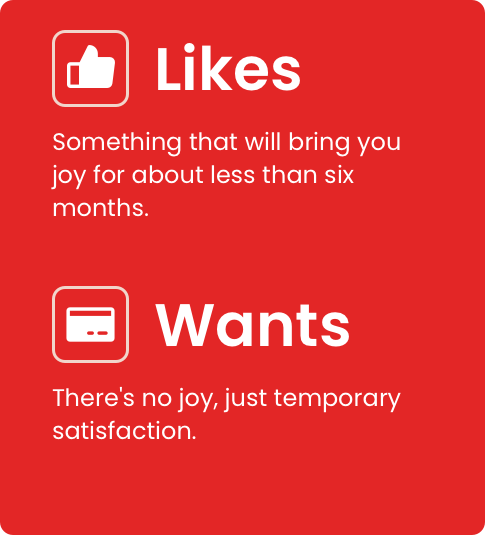 Likes
Something that will bring you
joy for about less than six
months.
Wants
There's no joy, just temporary
satisfaction.